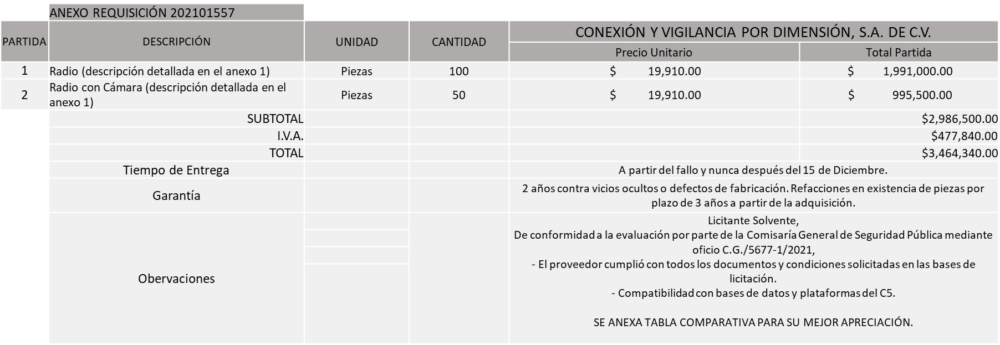 ANEXO REQUISICIÓN 202101557
PARTIDA DESCRIPCIÓN UNIDAD CANTIDAD CONEXIÓN Y VIGILANCIA POR DIMENSIÓN, S.A. DE C.V.
Precio Unitario Total Partida
1 Radio (descripción detallada en el anexo 1) Piezas 100 $ 19,910.00 $ 1,991,000.00
2 Radio con Cámara (descripción detallada en el
anexo 1) Piezas 50 $ 19,910.00 $ 995,500.00
SUBTOTAL $2,986,500.00
I.V.A. $477,840.00
TOTAL $3,464,340.00
Tiempo de Entrega A partir del fallo y nunca después del 15 de Diciembre.
Garantía 2 años contra vicios ocultos o defectos de fabricación. Refacciones en existencia de piezas por
plazo de 3 años a partir de la adquisición.
Obervaciones
Licitante Solvente,
De conformidad a la evaluación por parte de la Comisaría General de Seguridad Pública mediante
oficio C.G./5677-1/2021,
- El proveedor cumplió con todos los documentos y condiciones solicitadas en las bases de
licitación.
- Compatibilidad con bases de datos y plataformas del C5.
SE ANEXA TABLA COMPARATIVA PARA SU MEJOR APRECIACIÓN.